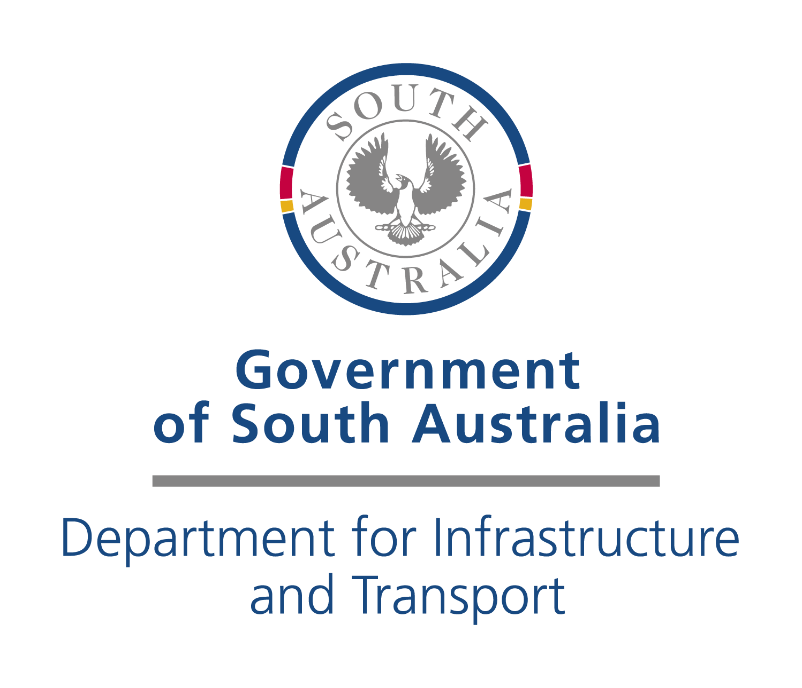 SOUTH
AUSTRALIA
Government
of South Australia
Department for Infrastructure
and Transport